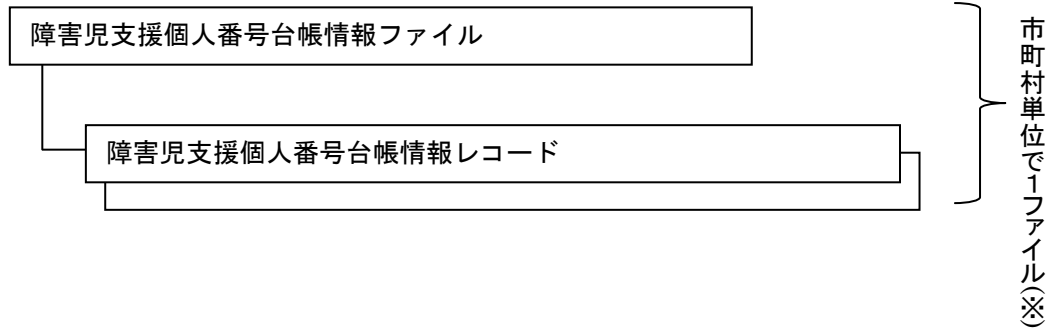 障害児支援個人番号台帳情報ファイル
障害児支援個人番号台帳情報レコード
市町村単位で1ファイル(※)